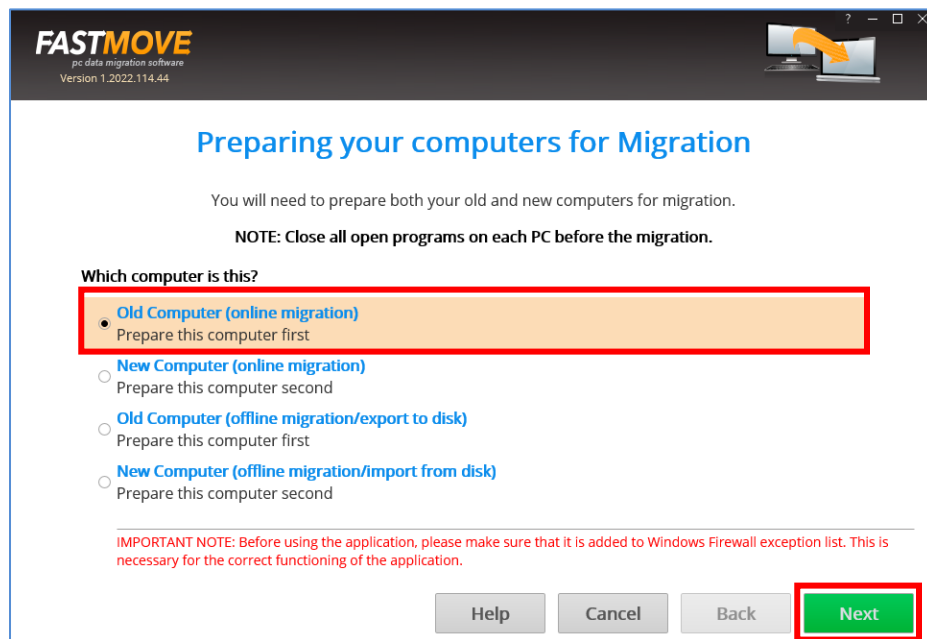 ? 
FASTMOVE
pc data migration software
Version 1.2022.114.44
Preparing your computers for Migration
You will need to prepare both your old and new computers for migration.
NOTE: Close all open programs on each PC before the migration.
Which computer is this?
Old Computer (online migration)
Prepare this computer first
New Computer (online migration)
Prepare this computer second
Old Computer (offline migration/export to disk)
Prepare this computer first
New Computer (offline migration/import from disk)
Prepare this computer second
IMPORTANT NOTE: Before using the application, please make sure that it is added to Windows Firewall exception list. This is
necessary for the correct functioning of the application.
Help Cancel Back Next